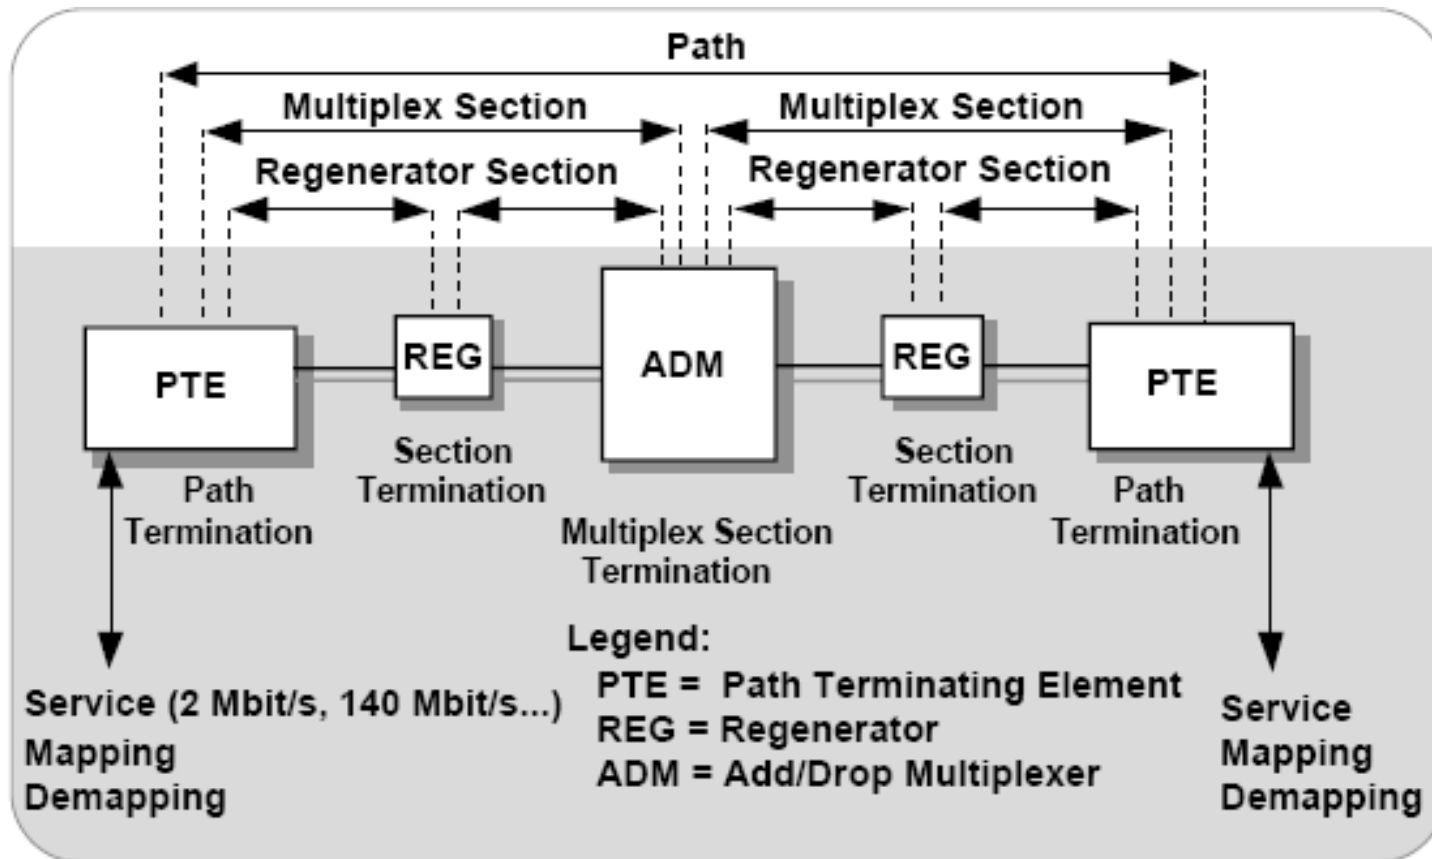 Path
Multiplex Section
Multiplex Section
Regenerator Section
Regenerator Section
PTE
REG
ADM
REG
PTE
Path
Termination
Section
Termination
Multiplex Section
Termination
Section
Termination
Path
Termination
Service (2 Mbit/s, 140 Mbit/s...)
Mapping
Demapping
Legend:
PTE = Path Terminating Element
REG = Regenerator
ADM = Add/Drop Multiplexer
Service
Mapping
Demapping